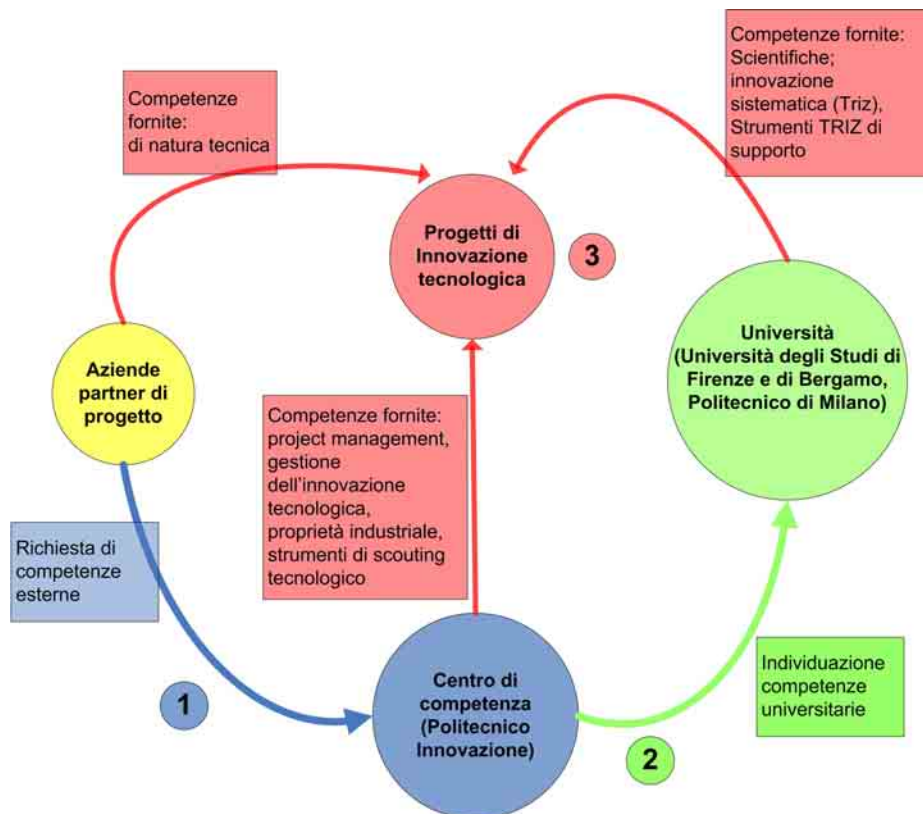 Competenze
fornite:
di natura tecnica
Competenze fornite:
Scientifiche;
innovazione
sistematica (Triz),
Strumenti TRIZ di
supporto
Progetti di
Innovazione
tecnologica
3
Aziende
partner di
progetto
Università
(Università degli Studi di
Firenze e di Bergamo,
Politecnico di Milano)
Competenze fornite:
project management,
gestione
dell'innovazione
tecnologica,
proprietà industriale,
strumenti di scouting
tecnologico
Richiesta di
competenze
esterne
1
Centro di
competenza
(Politecnico
Innovazione)
2
Individuazione
competenze
universitarie